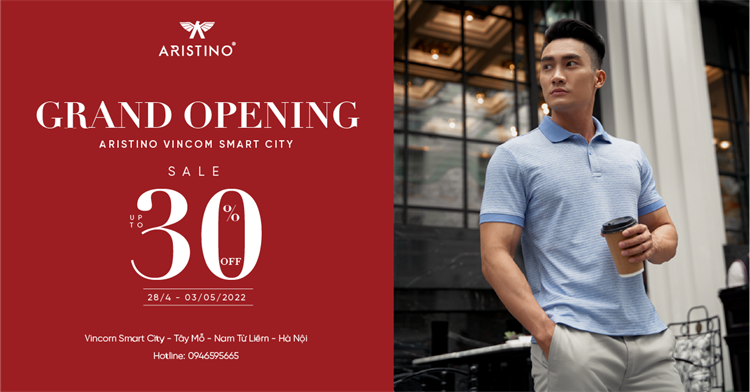 ARISTINO®
GRAND OPENING
ARISTINO VINCOM SMART CITY
SALE
UP TO 30% OFF
28/4 - 03/05/2022
Vincom Smart City - Tây Mỗ - Nam Từ Liêm - Hà Nội
Hotline: 0946595665